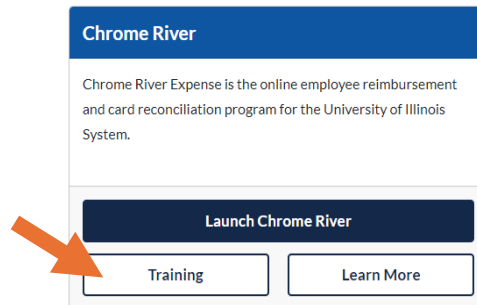 Chrome River
Chrome River Expense is the online employee reimbursement
and card reconciliation program for the University of Illinois
System.
Launch Chrome River
Training
Learn More